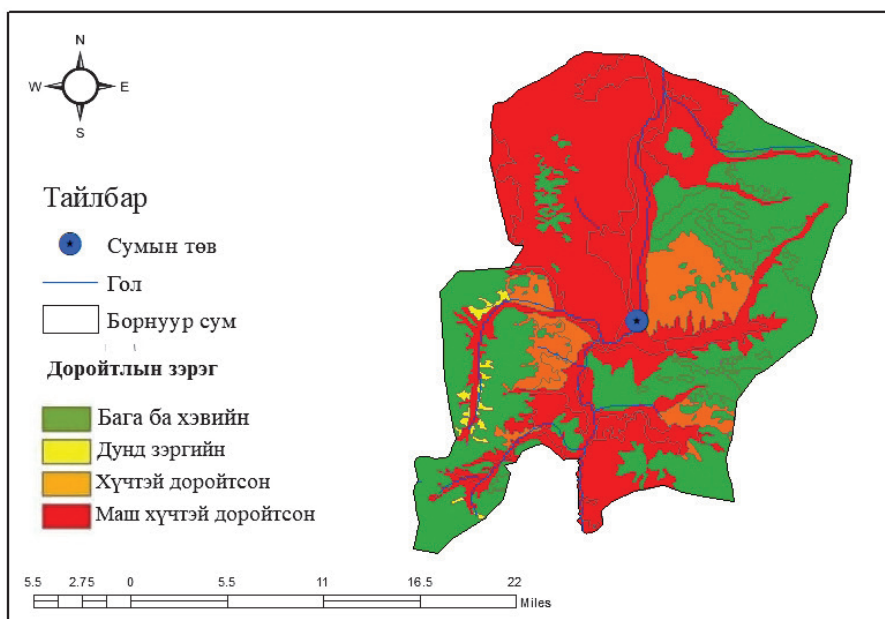 N
W E
S
Тайлбар
Сумын төв
Гол
Борнуур сум
Доройтлын зэрэг
Бага ба хэвийн
Дунд зэргийн
Хүчтэй доройтсон
Маш хүчтэй доройтсон
5.5 2.75 0 5.5 11 16.5 22
Miles